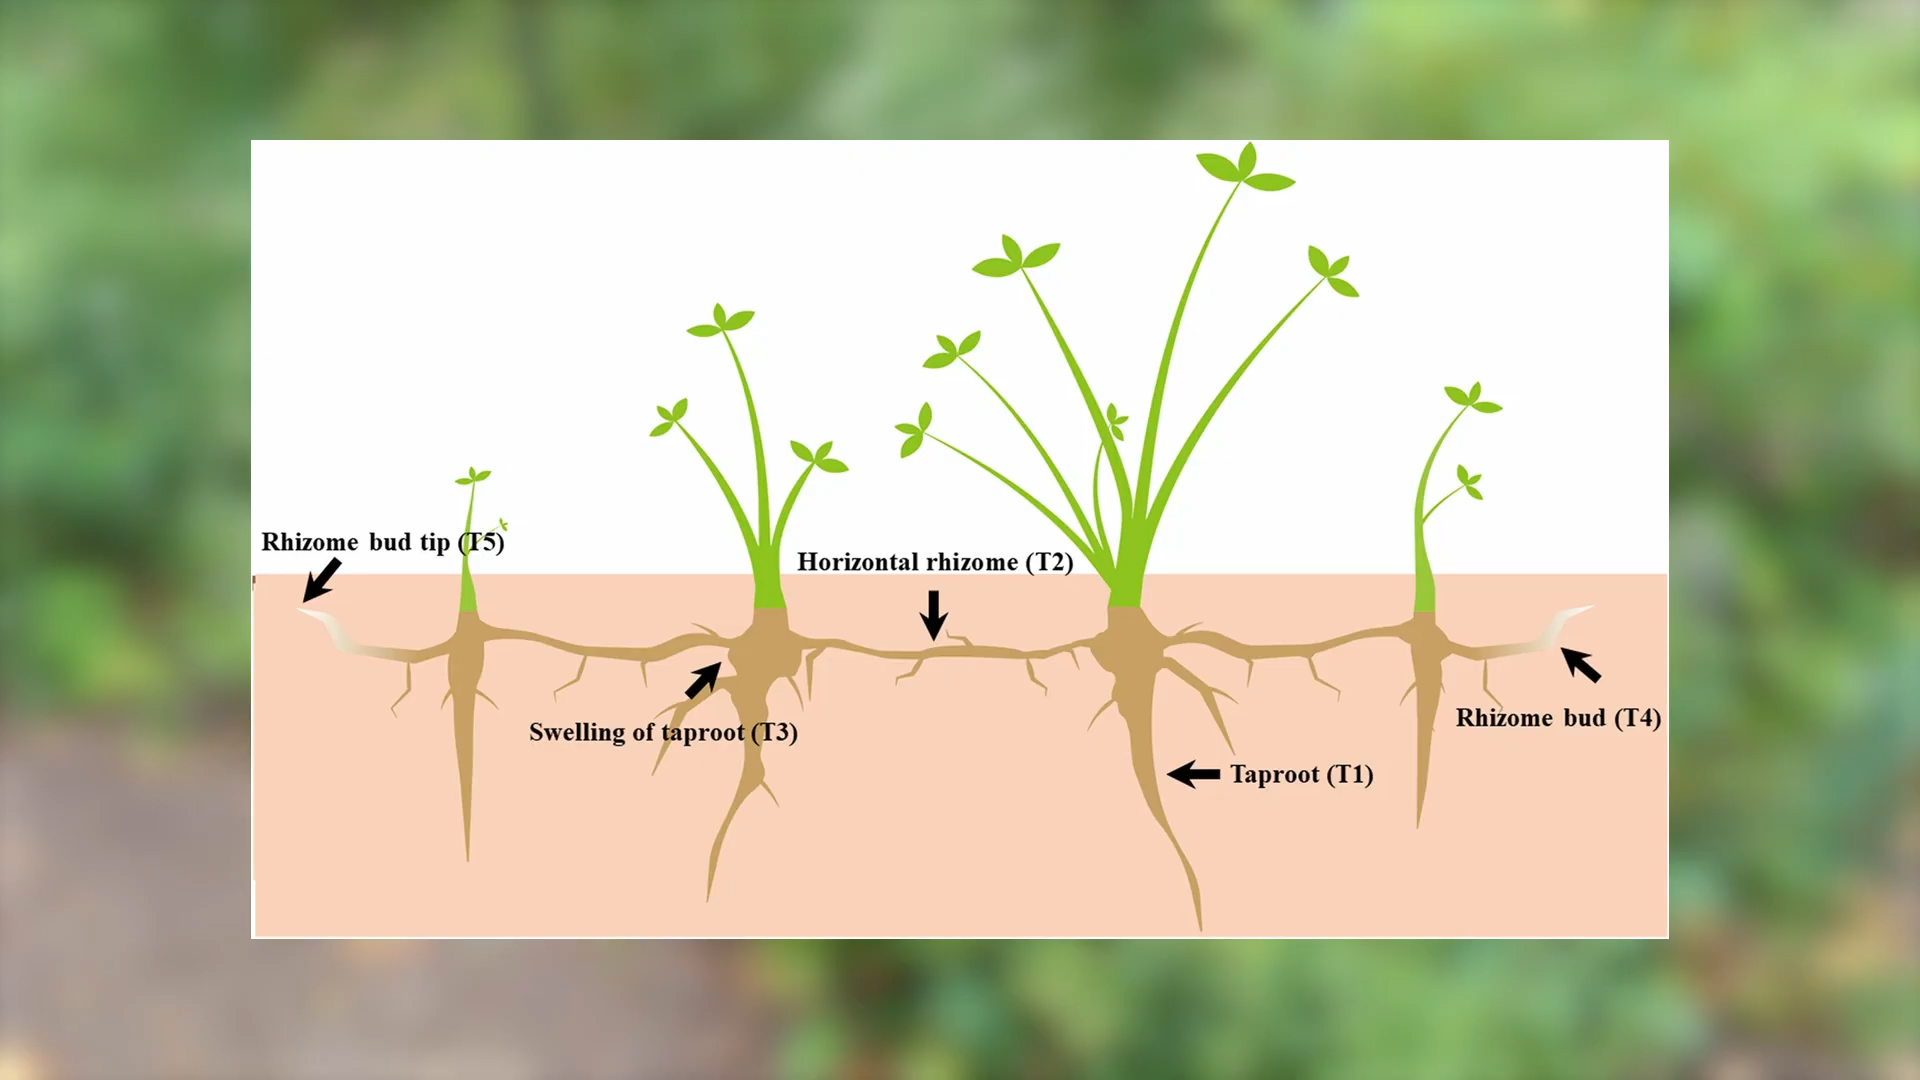 Rhizome bud tip (T5)
Horizontal rhizome (T2)
Swelling of taproot (T3)
Rhizome bud (T4)
Taproot (T1)